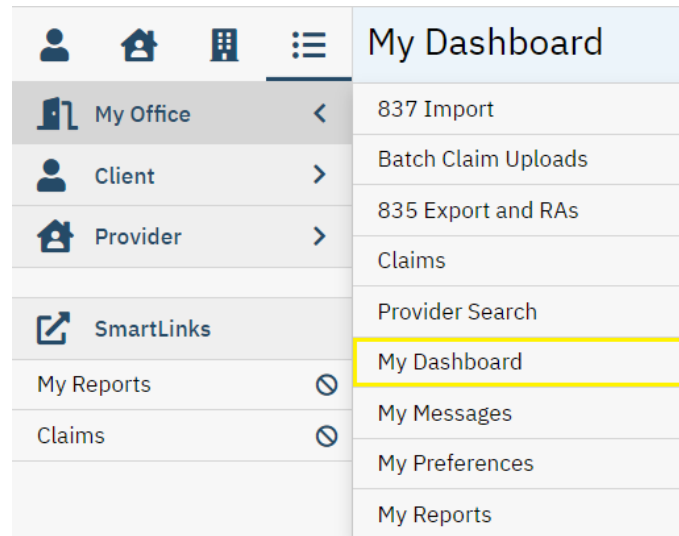 My Office
Client
Provider
SmartLinks
My Reports
Claims
My Dashboard
837 Import
Batch Claim Uploads
835 Export and RAs
Claims
Provider Search
My Dashboard
My Messages
My Preferences
My Reports